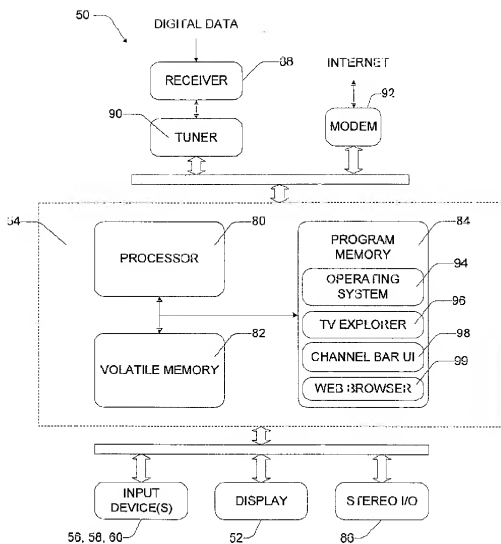 50
DIGITAL DATA
RECEIVER
88
INTERNET
90
TUNER
92
MODEM
54
80
PROCESSOR
84
PROGRAM
MEMORY
94
OPERATING
SYSTEM
96
TV EXPLORER
82
VOLATILE MEMORY
98
CHANNEL BAR UI
99
WEB BROWSER
INPUT
DEVICE(S)
DISPLAY
STEREO I/O
56, 58, 60
52
86